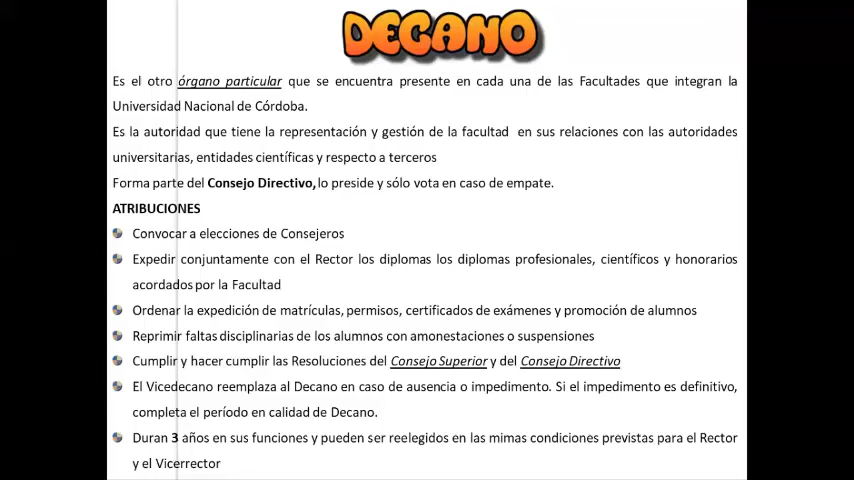 DECANO
Es el otro órgano particular que se encuentra presente en cada una de las Facultades que integran la
Universidad Nacional de Córdoba.
Es la autoridad que tiene la representación y gestión de la facultad en sus relaciones con las autoridades
universitarias, entidades científicas y respecto a terceros
Forma parte del Consejo Directivo, lo preside y sólo vota en caso de empate.
ATRIBUCIONES
Convocar a elecciones de Consejeros
Expedir conjuntamente con el Rector los diplomas los diplomas profesionales, científicos y honorarios
acordados por la Facultad
Ordenar la expedición de matrículas, permisos, certificados de exámenes y promoción de alumnos
Reprimir faltas disciplinarias de los alumnos con amonestaciones o suspensiones
Cumplir y hacer cumplir las Resoluciones del Consejo Superior y del Consejo Directivo
El Vicedecano reemplaza al Decano en caso de ausencia o impedimento. Si el impedimento es definitivo,
completa el período en calidad de Decano.
Duran 3 años en sus funciones y pueden ser reelegidos en las mimas condiciones previstas para el Rector
y el Vicerrector